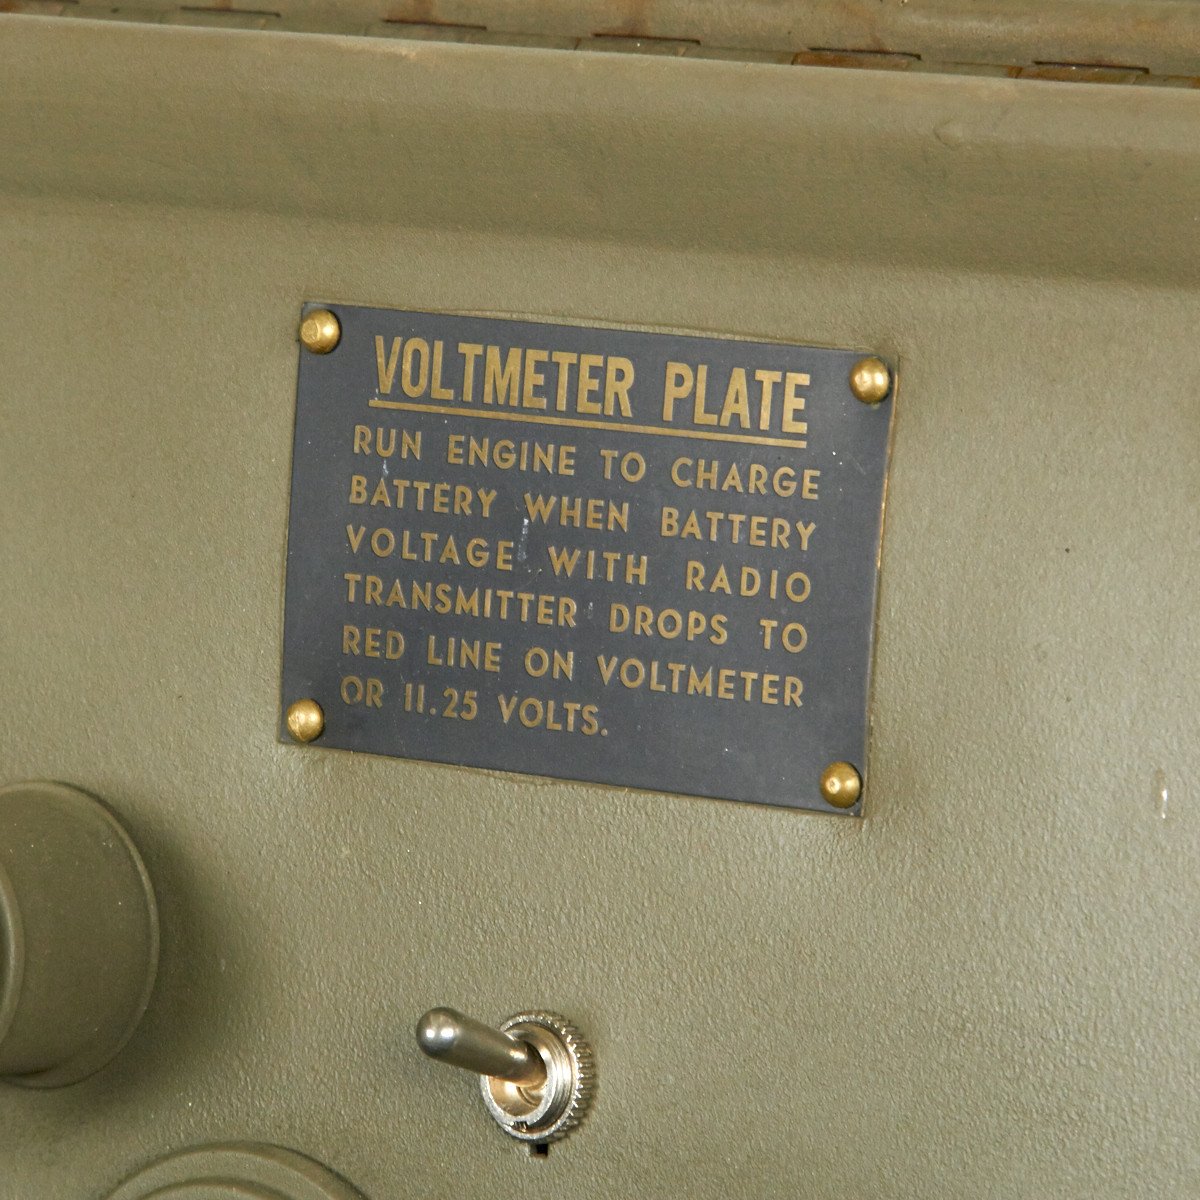 VOLTMETER PLATE
RUN ENGINE TO CHARGE
BATTERY WHEN BATTERY
VOLTAGE WITH RADIO
TRANSMITTER DROPS TO
RED LINE ON VOLTMETER
OR 11.25 VOLTS.